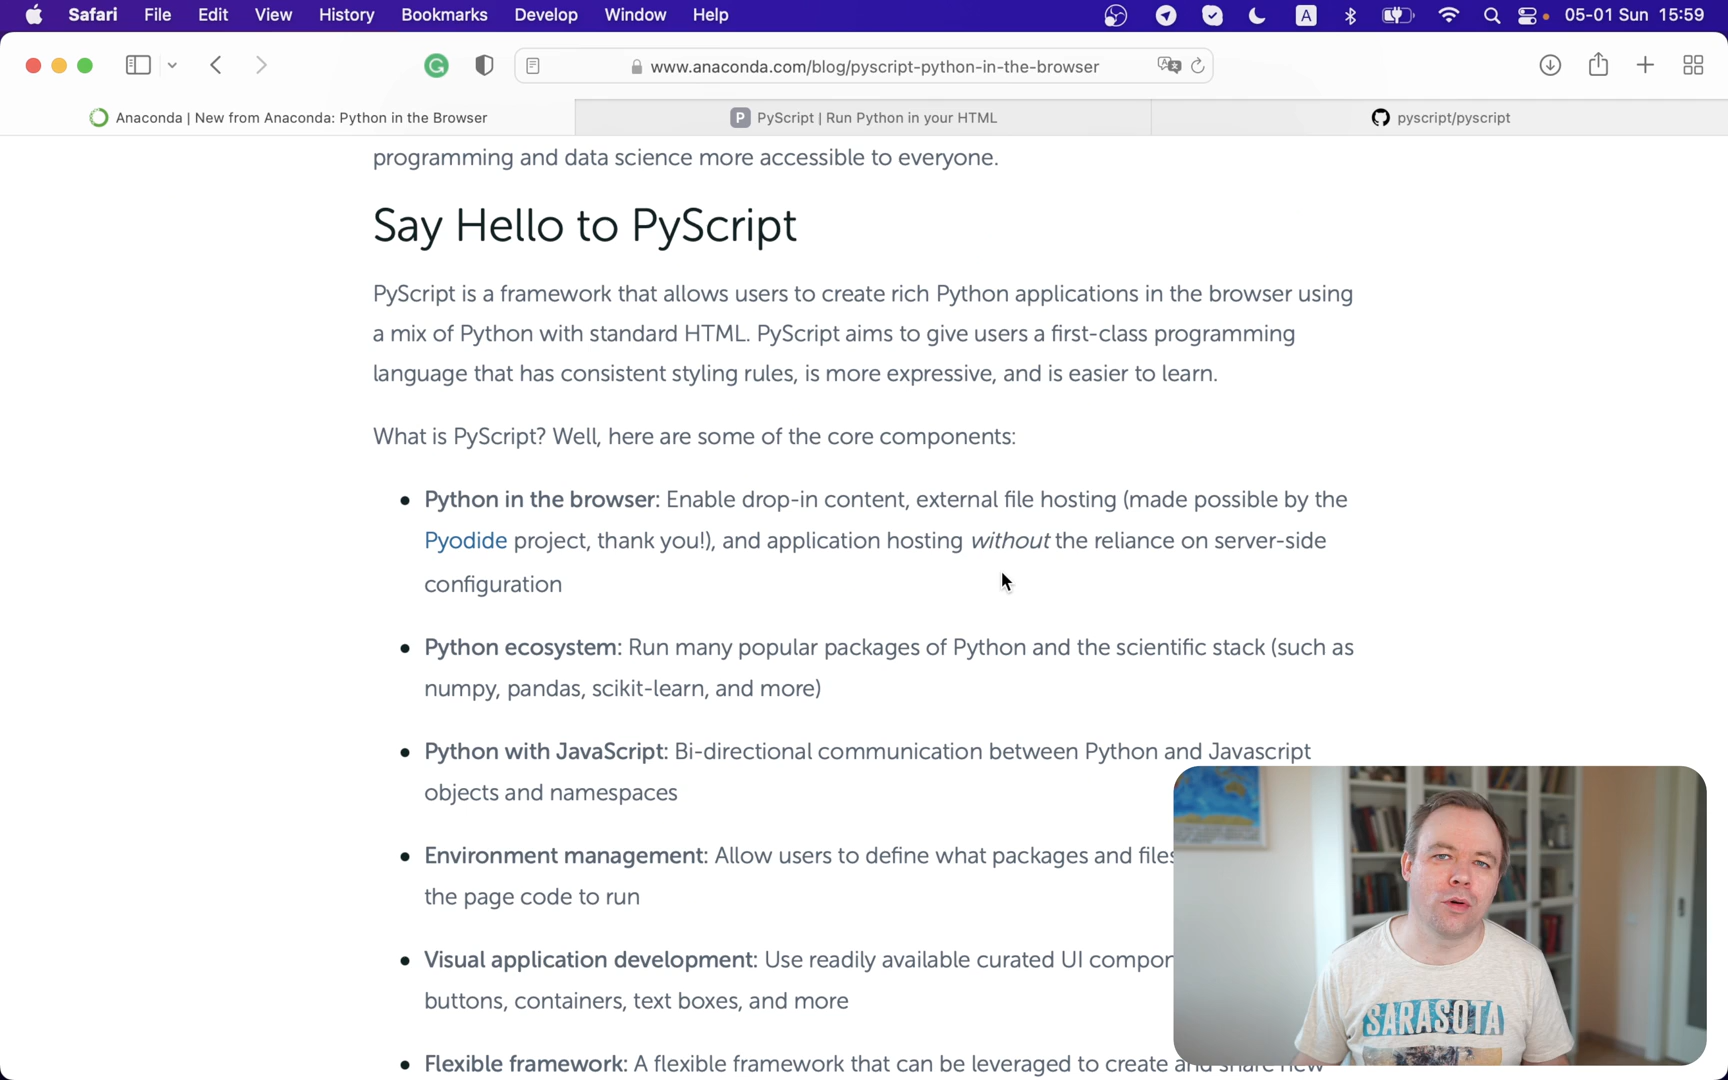 Safari File Edit View History Bookmarks Develop Window Help A 05-01 Sun 15:59
www.anaconda.com/blog/pyscript-python-in-the-browser
Anaconda | New from Anaconda: Python in the Browser
P PyScript | Run Python in your HTML
pyscript/pyscript
programming and data science more accessible to everyone.
Say Hello to PyScript
PyScript is a framework that allows users to create rich Python applications in the browser using
a mix of Python with standard HTML. PyScript aims to give users a first-class programming
language that has consistent styling rules, is more expressive, and is easier to learn.
What is PyScript? Well, here are some of the core components:
• Python in the browser: Enable drop-in content, external file hosting (made possible by the
Pyodide project, thank you!), and application hosting without the reliance on server-side
configuration
• Python ecosystem: Run many popular packages of Python and the scientific stack (such as
numpy, pandas, scikit-learn, and more)
• Python with JavaScript: Bi-directional communication between Python and Javascript
objects and namespaces
• Environment management: Allow users to define what packages and files
the page code to run
• Visual application development: Use readily available curated UI compor
buttons, containers, text boxes, and more
• Flexible framework: A flexible framework that can be leveraged to create and share new
SARASOTA